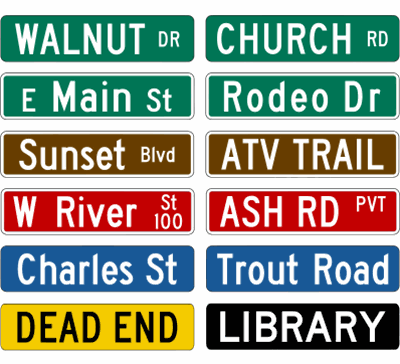 WALNUT DR
CHURCH RD
E Main St
Rodeo Dr
Sunset Blvd
ATV TRAIL
W River St 100
ASH RD PVT
Charles St
Trout Road
DEAD END
LIBRARY